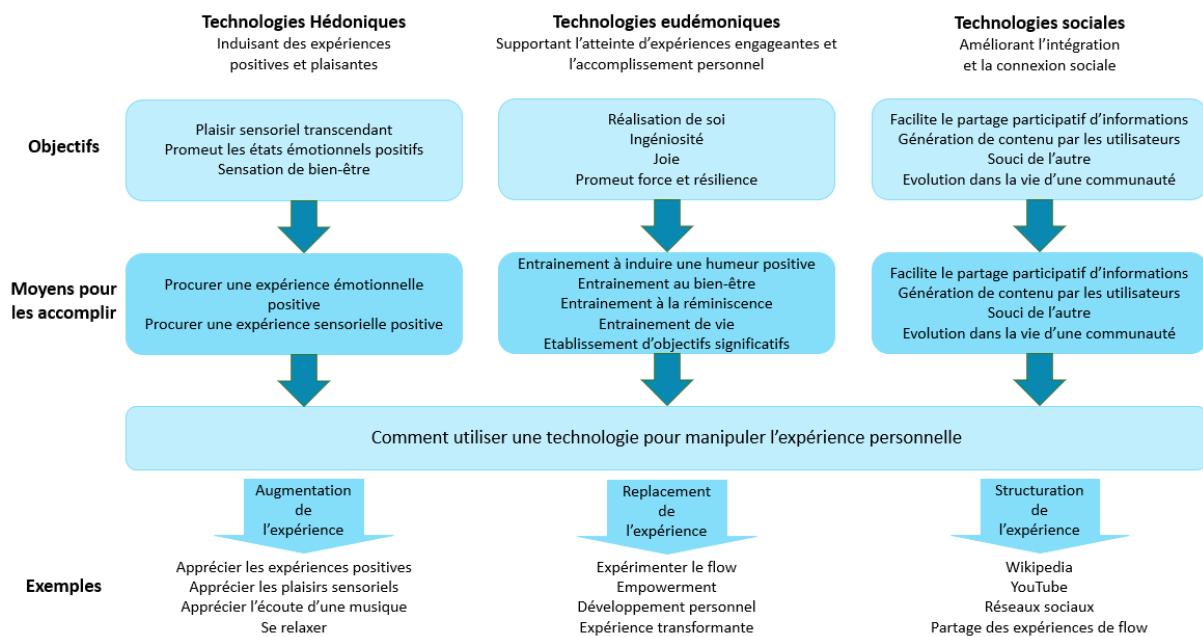 Technologies Hédoniques
Induisant des expériences
positives et plaisantes
Technologies eudémoniques
Supportant l’atteinte d’expériences engageantes et
l’accomplissement personnel
Technologies sociales
Améliorant l’intégration
et la connexion sociale
Objectifs
Plaisir sensoriel transcendant
Promeut les états émotionnels positifs
Sensation de bien-être
Réalisation de soi
Ingéniosité
Joie
Promeut force et résilience
Facilite le partage participatif d’informations
Génération de contenu par les utilisateurs
Souci de l’autre
Evolution dans la vie d’une communauté
Moyens pour
les accomplir
Procurer une expérience émotionnelle
positive
Procurer une expérience sensorielle positive
Entrainement à induire une humeur positive
Entrainement au bien-être
Entrainement à la réminiscence
Entrainement de vie
Etablissement d’objectifs significatifs
Facilite le partage participatif d’informations
Génération de contenu par les utilisateurs
Souci de l’autre
Evolution dans la vie d’une communauté
Comment utiliser une technologie pour manipuler l’expérience personnelle
Augmentation
de
l’expérience
Replacement
de
l’expérience
Structuration
de
l’expérience
Exemples
Apprécier les expériences positives
Apprécier les plaisirs sensoriels
Apprécier l’écoute d’une musique
Se relaxer
Expérimenter le flow
Empowerment
Développement personnel
Expérience transformante
Wikipedia
YouTube
Réseaux sociaux
Partage des expériences de flow